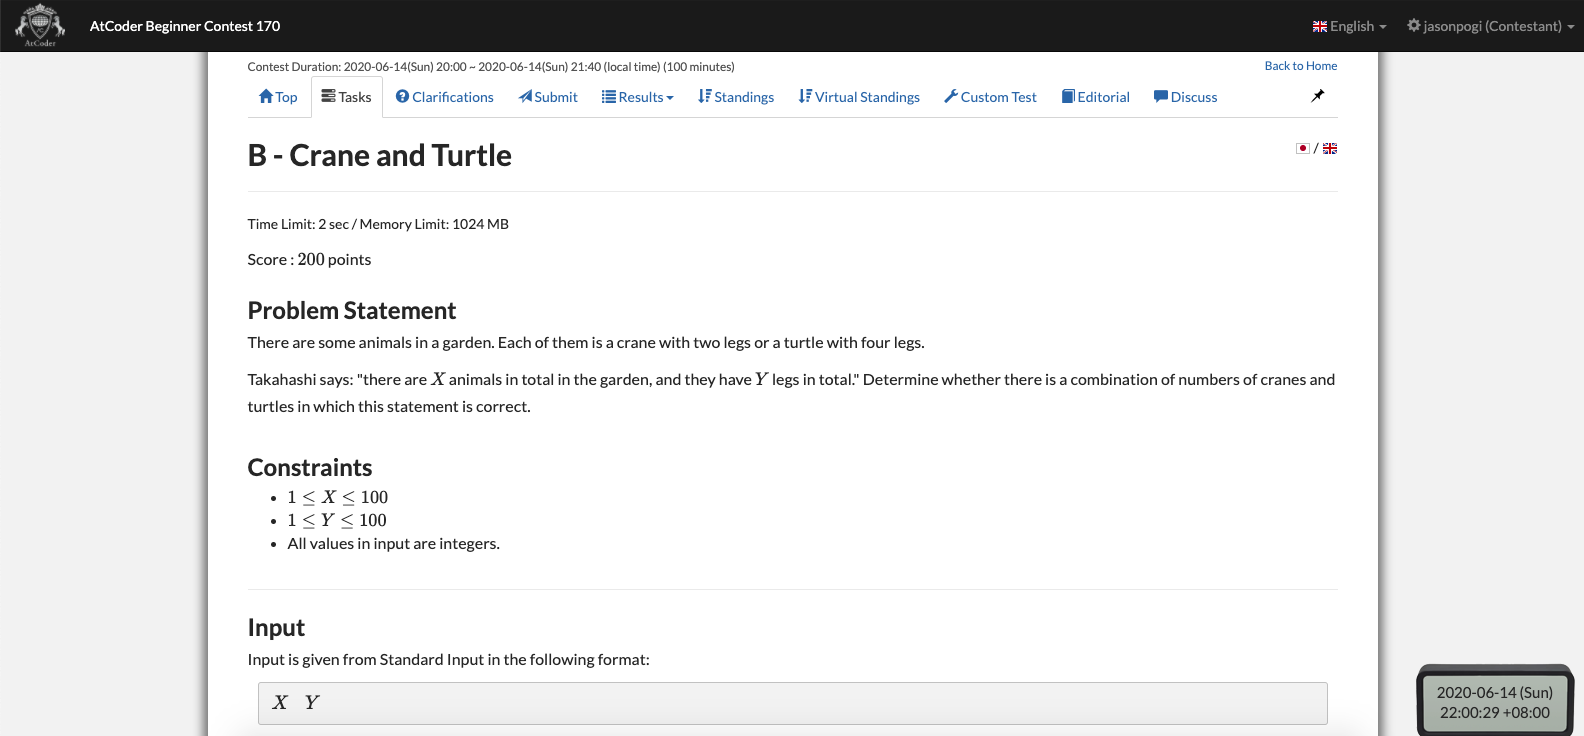 AtCoder
AtCoder Beginner Contest 170
English
jasonpogi (Contestant)
Contest Duration: 2020-06-14(Sun) 20:00 ~ 2020-06-14(Sun) 21:40 (local time) (100 minutes)
Back to Home
Top Tasks Clarifications Submit Results Standings Virtual Standings Custom Test Editorial Discuss
B - Crane and Turtle
/
Time Limit: 2 sec / Memory Limit: 1024 MB
Score : 200 points
Problem Statement
There are some animals in a garden. Each of them is a crane with two legs or a turtle with four legs.
Takahashi says: "there are X animals in total in the garden, and they have Y legs in total." Determine whether there is a combination of numbers of cranes and
turtles in which this statement is correct.
Constraints
• 1 ≤ X ≤ 100
• 1 ≤ Y ≤ 100
• All values in input are integers.
Input
Input is given from Standard Input in the following format:
X Y
2020-06-14 (Sun)
22:00:29 +08:00